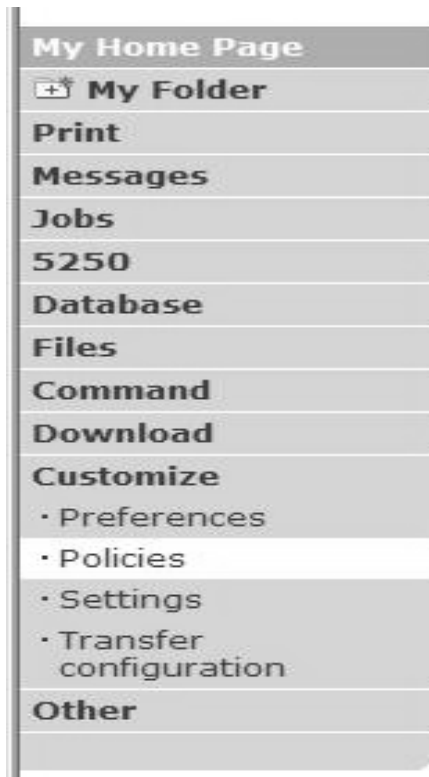 My Home Page
My Folder
Print
Messages
Jobs
5250
Database
Files
Command
Download
Customize
· Preferences
· Policies
· Settings
· Transfer
configuration
Other